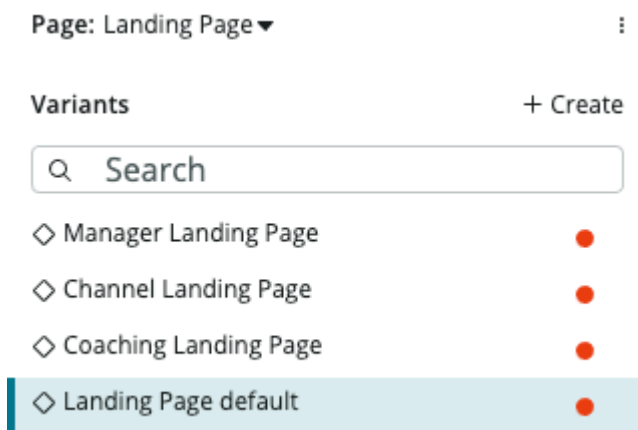 Page: Landing Page
Variants + Create
Search
Manager Landing Page
Channel Landing Page
Coaching Landing Page
Landing Page default